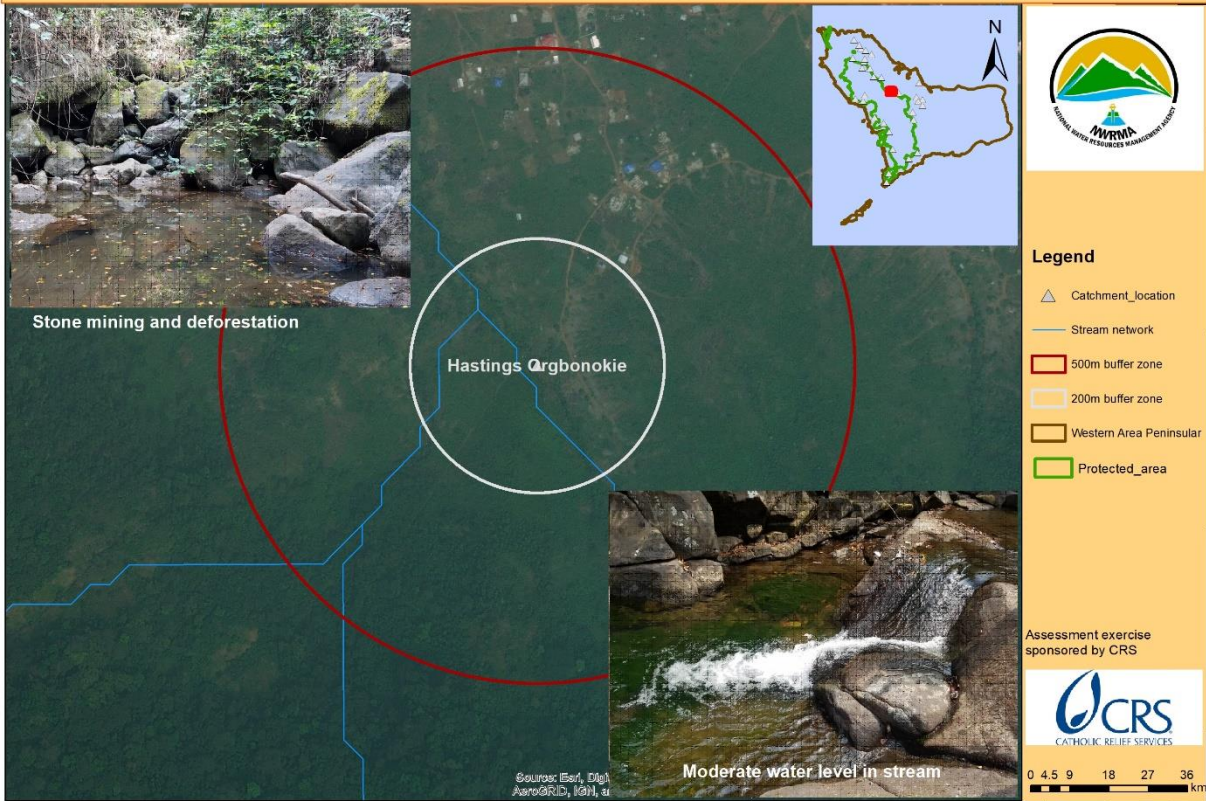 Stone mining and deforestation
Hastings Orgbonokie
Moderate water level in stream
Source: Esri, Digi
AeroGRID, IGN, a
N
NWRMA
NATIONAL WATER RESOURCES MANAGEMENT AGENCY
Legend
Catchment_location
Stream network
500m buffer zone
200m buffer zone
Western Area Peninsular
Protected_area
Assessment exercise
sponsored by CRS
CRS
CATHOLIC RELIEF SERVICES
0 4.5 9 18 27 36
km